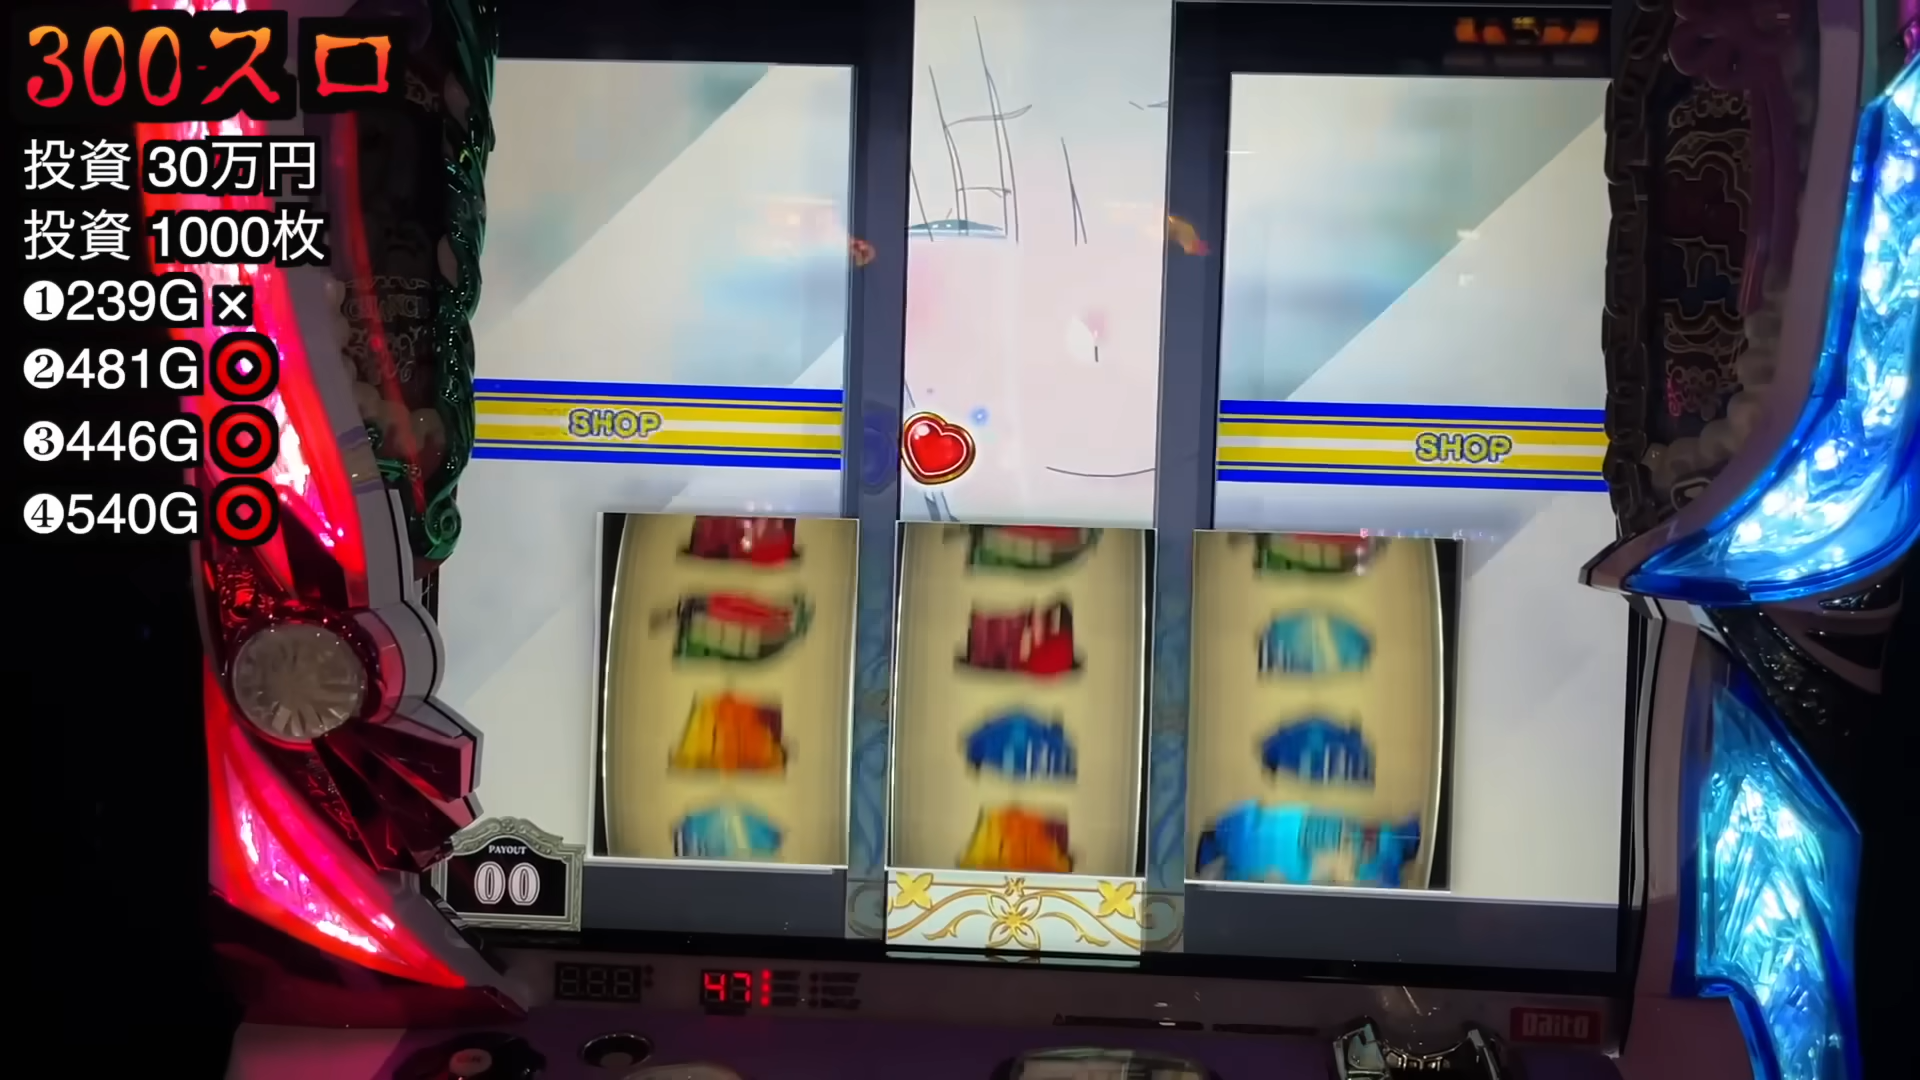 300スロ
投資 30万円
投資 1000枚
❶239G ×
❷481G ◎
❸446G ◎
❹540G ◎
SHOP
SHOP
PAYOUT
00
47
Daito